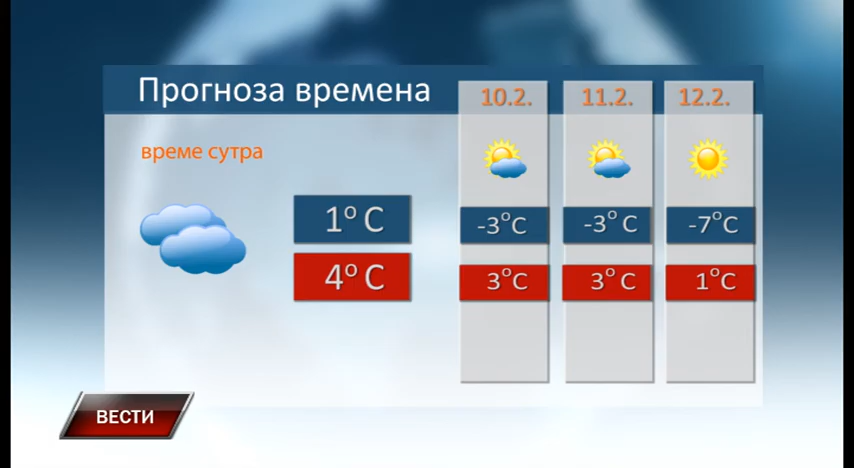 Прогноза времена
време сутра
1° C
4° C
10.2.
-3°C
3°C
11.2.
-3° C
3° C
12.2.
-7°C
1°C
ВЕСТИ